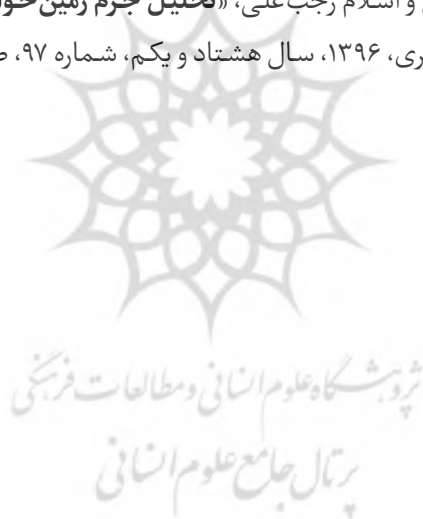 و اسلام رجب‌علی، «تحلیل جرم زمین‌خوا
ری، ۱۳۹۶، سال هشتاد و یکم، شماره ۹۷، ص
پژوهشگاه علوم انسانی و مطالعات فرهنگی
پرتال جامع علوم انسانی